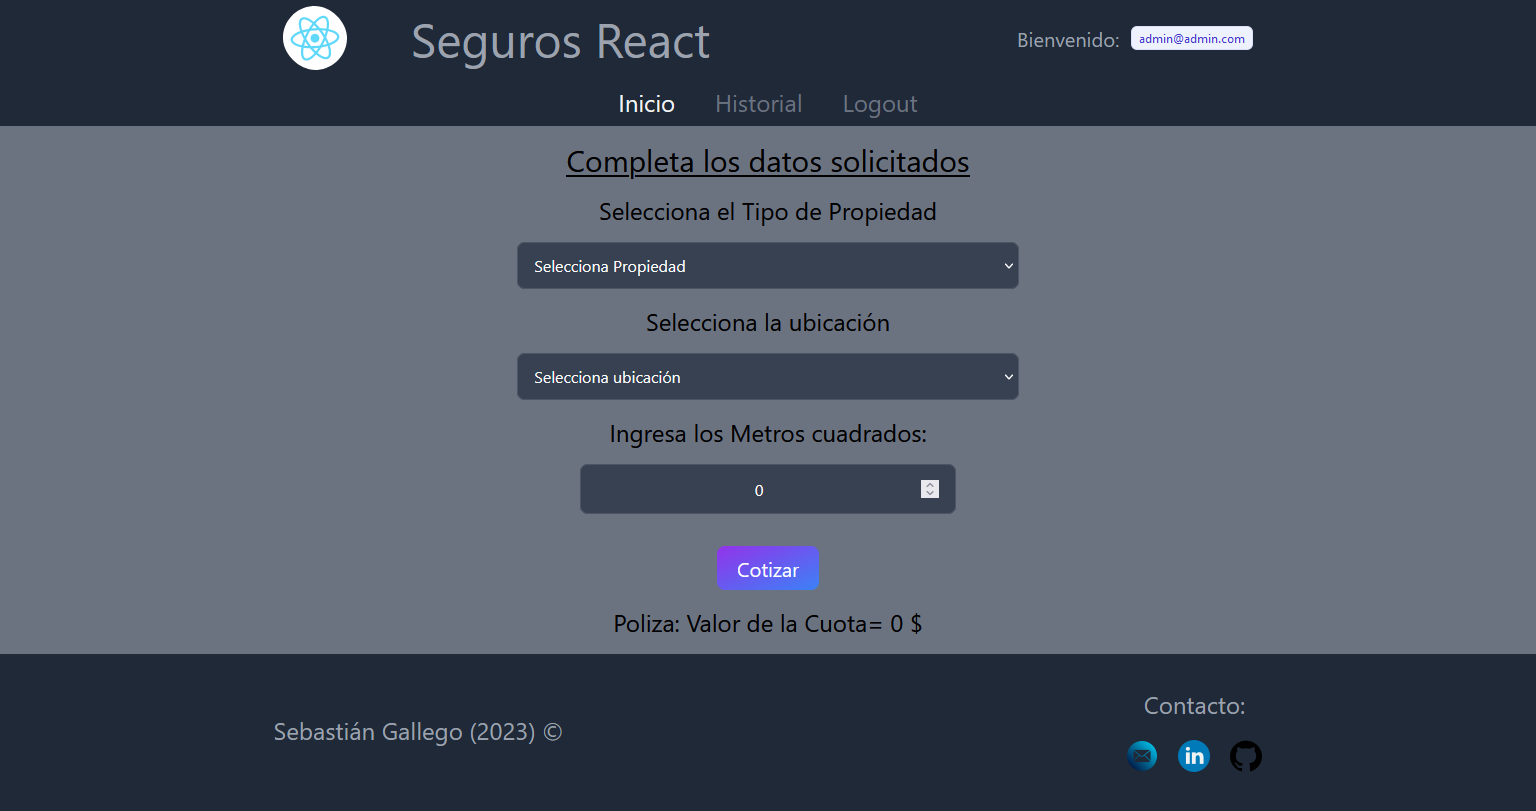 Seguros React
Bienvenido: admin@admin.com
Inicio Historial Logout
Completa los datos solicitados
Selecciona el Tipo de Propiedad
Selecciona Propiedad
Selecciona la ubicación
Selecciona ubicación
Ingresa los Metros cuadrados:
0
Cotizar
Poliza: Valor de la Cuota= 0 $
Sebastián Gallego (2023) ©
Contacto:
in